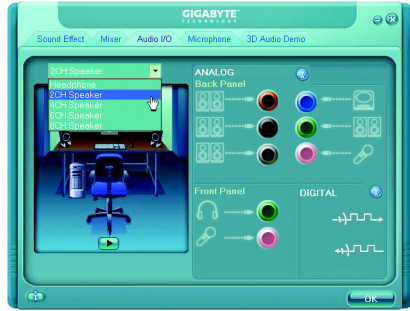 GIGABYTE
TECHNOLOGY
Sound Effect
Mixer
Audio I/O
Microphone
3D Audio Demo
2CH Speaker
Headphone
2CH Speaker
4CH Speaker
6CH Speaker
8CH Speaker
ANALOG
Back Panel
Front Panel
DIGITAL
OK